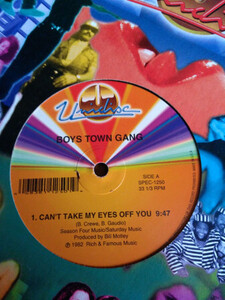 Unidisc
BOYS TOWN GANG
SIDE A
SPEC-1250
33 1/3 RPM
1. CAN'T TAKE MY EYES OFF YOU 9:47
(B. Crewe, B. Gaudio)
Season Four Music/Saturday Music
Produced by Bill Motley
℗ 1982 Rich & Famous Music